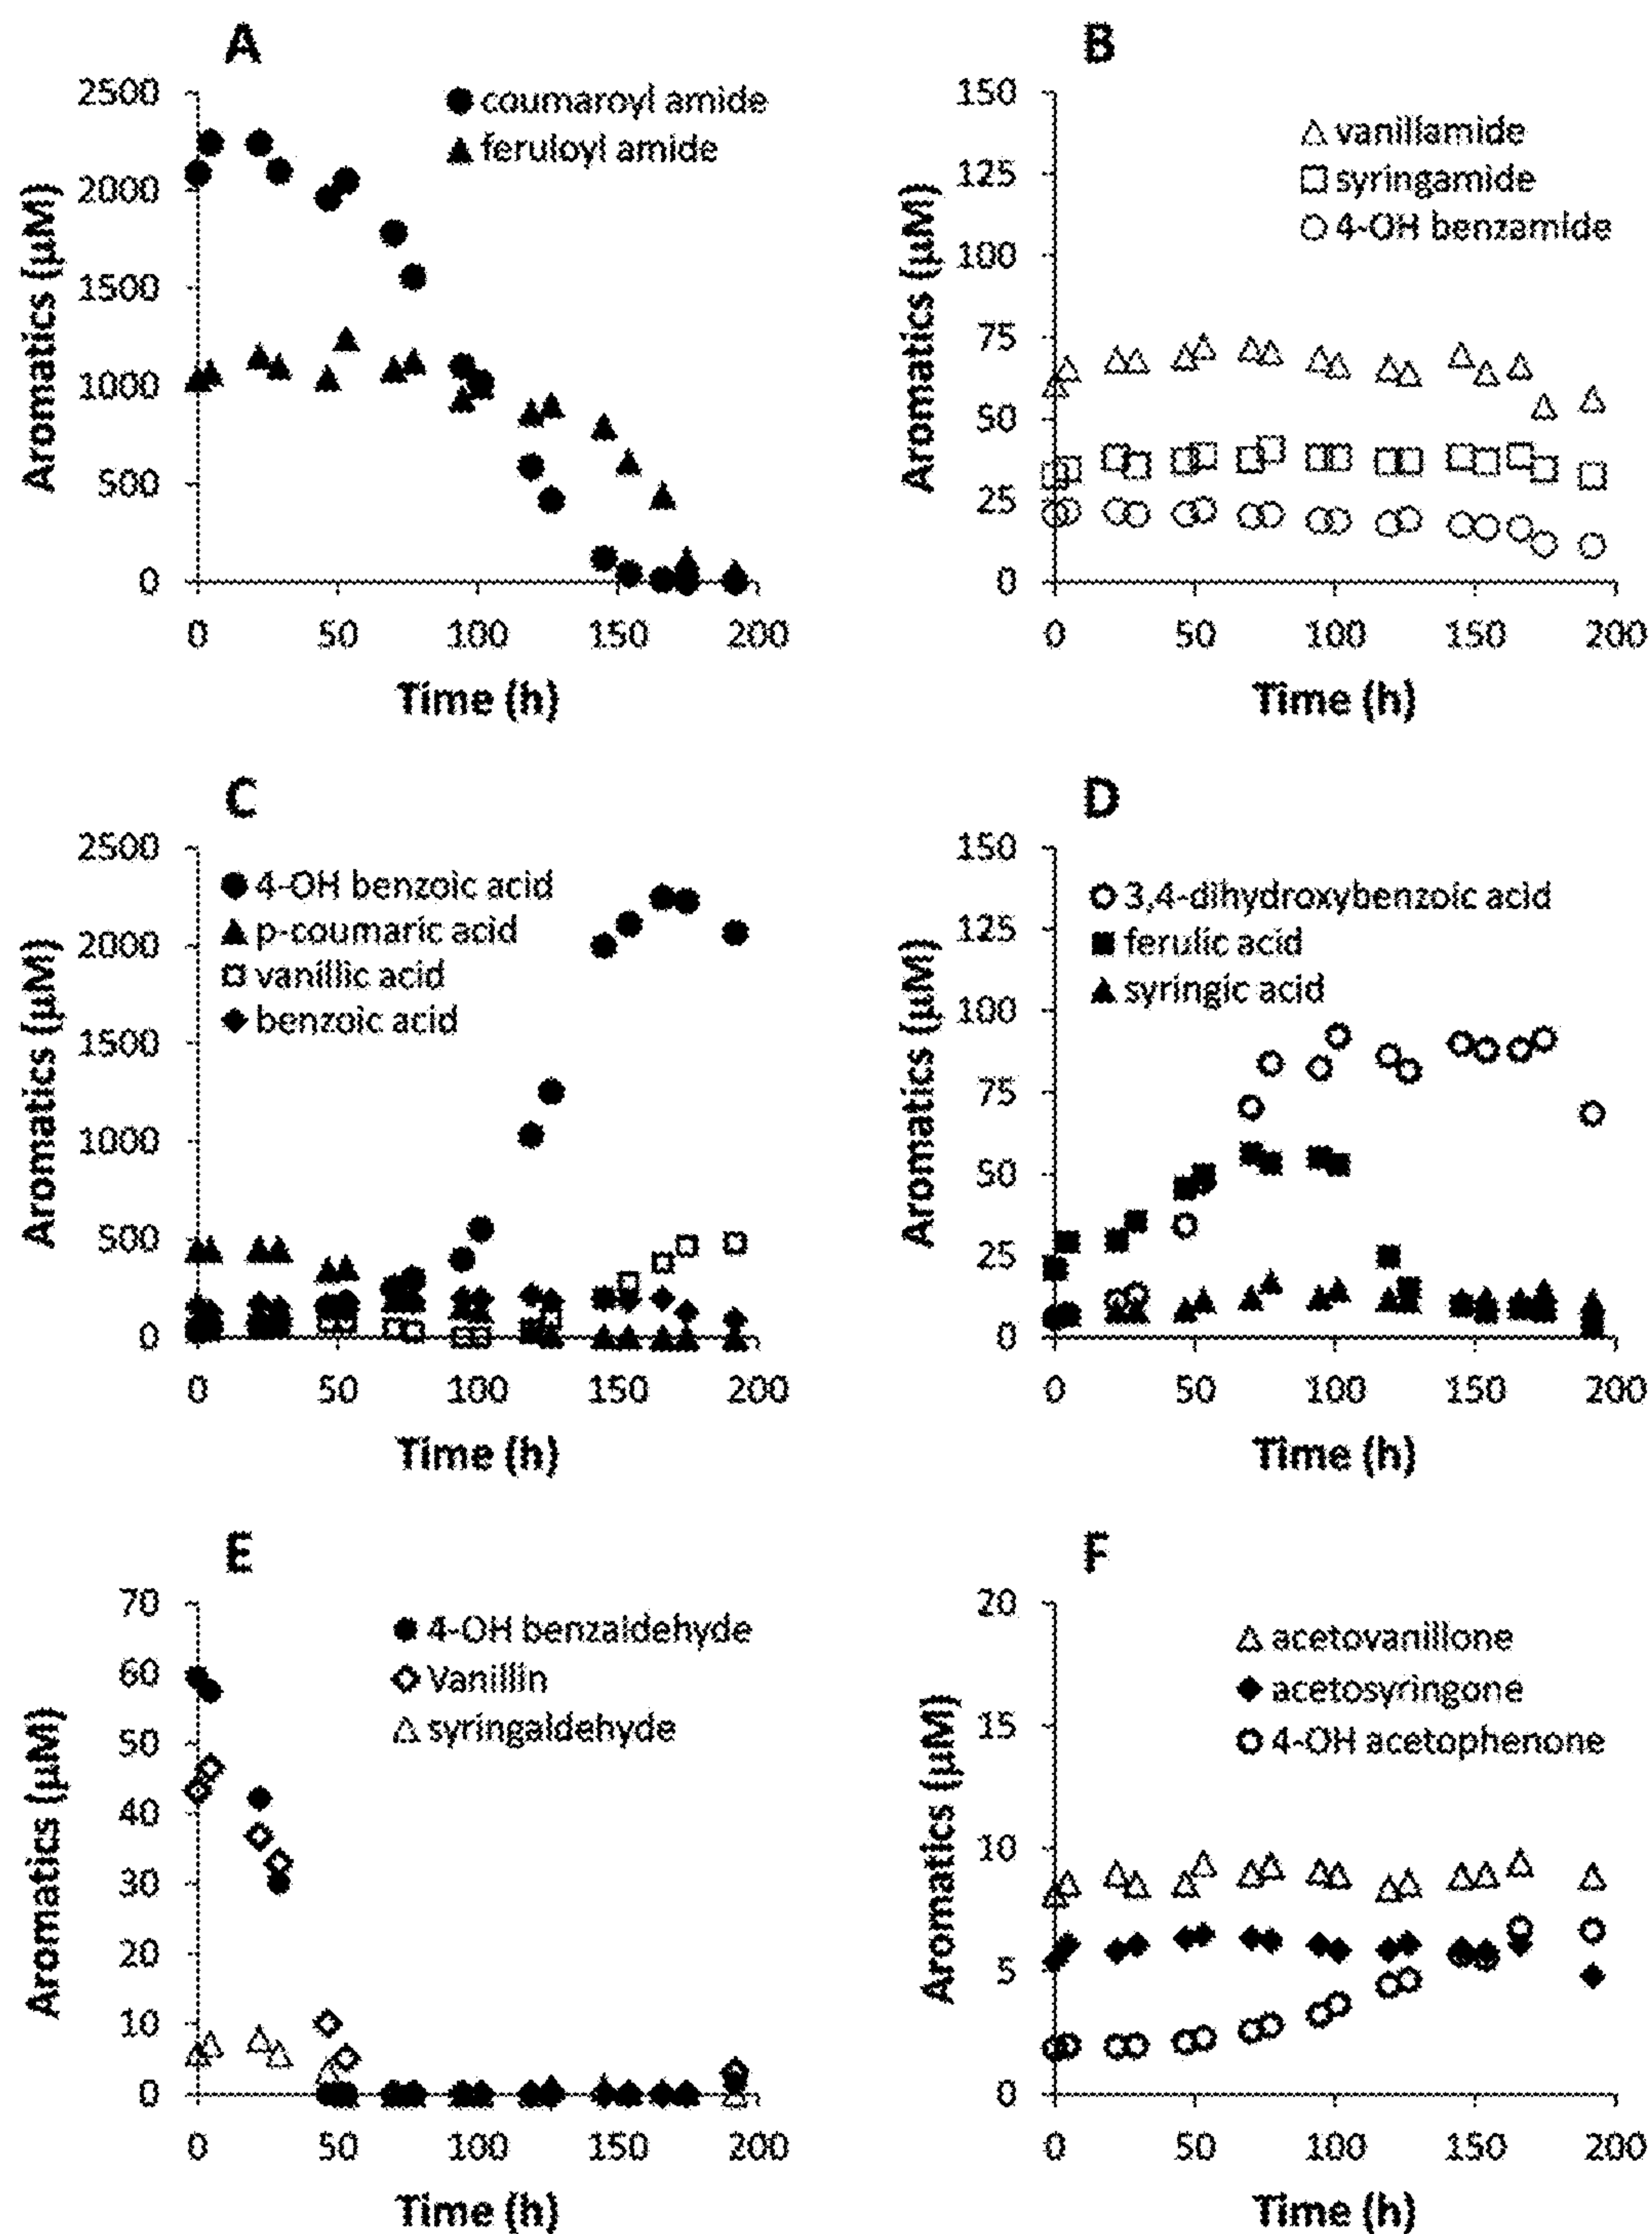 A
2500
2000
1500
1000
500
0
Aromatics (µM)
coumaroyl amide
feruloyl amide
0 50 100 150 200
Time (h)
B
150
125
100
75
50
25
0
Aromatics (µM)
vanillamide
syringamide
4-OH benzamide
0 50 100 150 200
Time (h)
C
2500
2000
1500
1000
500
0
Aromatics (µM)
4-OH benzoic acid
p-coumaric acid
vanillic acid
benzoic acid
0 50 100 150 200
Time (h)
D
150
125
100
75
50
25
0
Aromatics (µM)
3,4-dihydroxybenzoic acid
ferulic acid
syringic acid
0 50 100 150 200
Time (h)
E
70
60
50
40
30
20
10
0
Aromatics (µM)
4-OH benzaldehyde
Vanillin
syringaldehyde
0 50 100 150 200
Time (h)
F
20
15
10
5
0
Aromatics (µM)
acetovanillone
acetosyringone
4-OH acetophenone
0 50 100 150 200
Time (h)